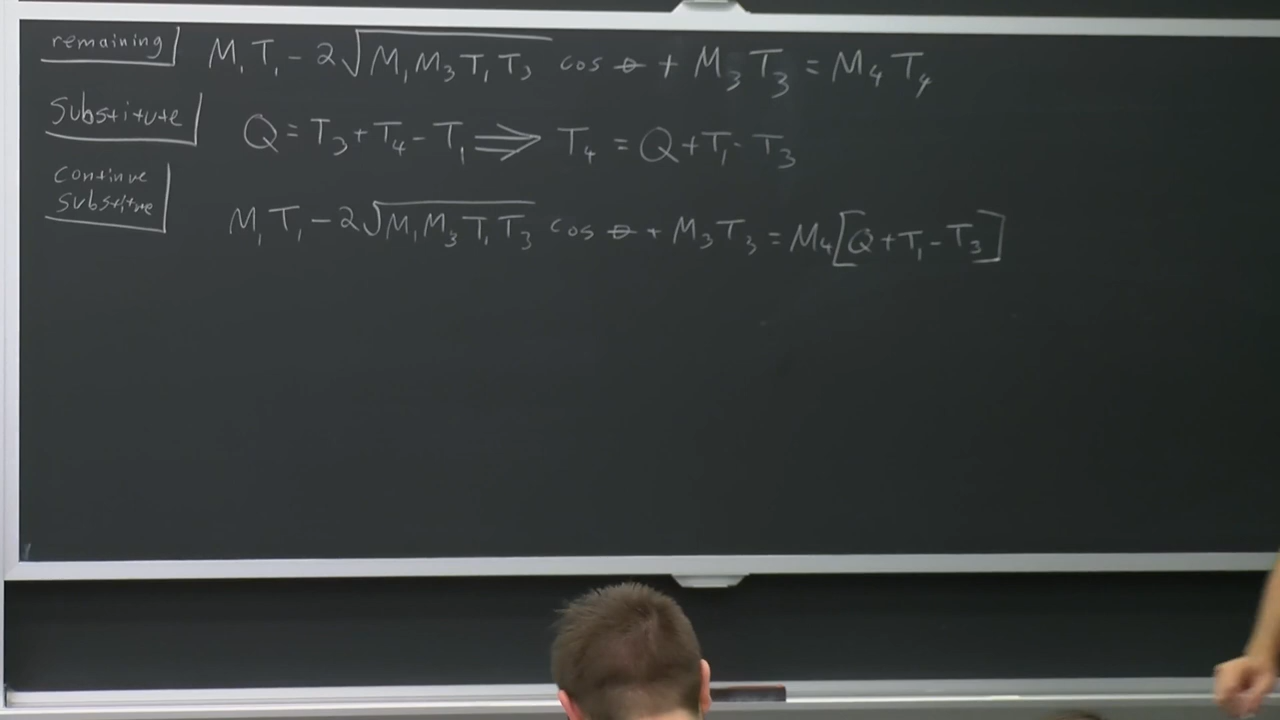 remaining M₁T₁ - 2√(M₁M₃T₁T₃) cos θ + M₃T₃ = M₄T₄
Substitute Q = T₃ + T₄ - T₁ ⟹ T₄ = Q + T₁ - T₃
Continue
Substitute M₁T₁ - 2√(M₁M₃T₁T₃) cos θ + M₃T₃ = M₄[Q + T₁ - T₃]